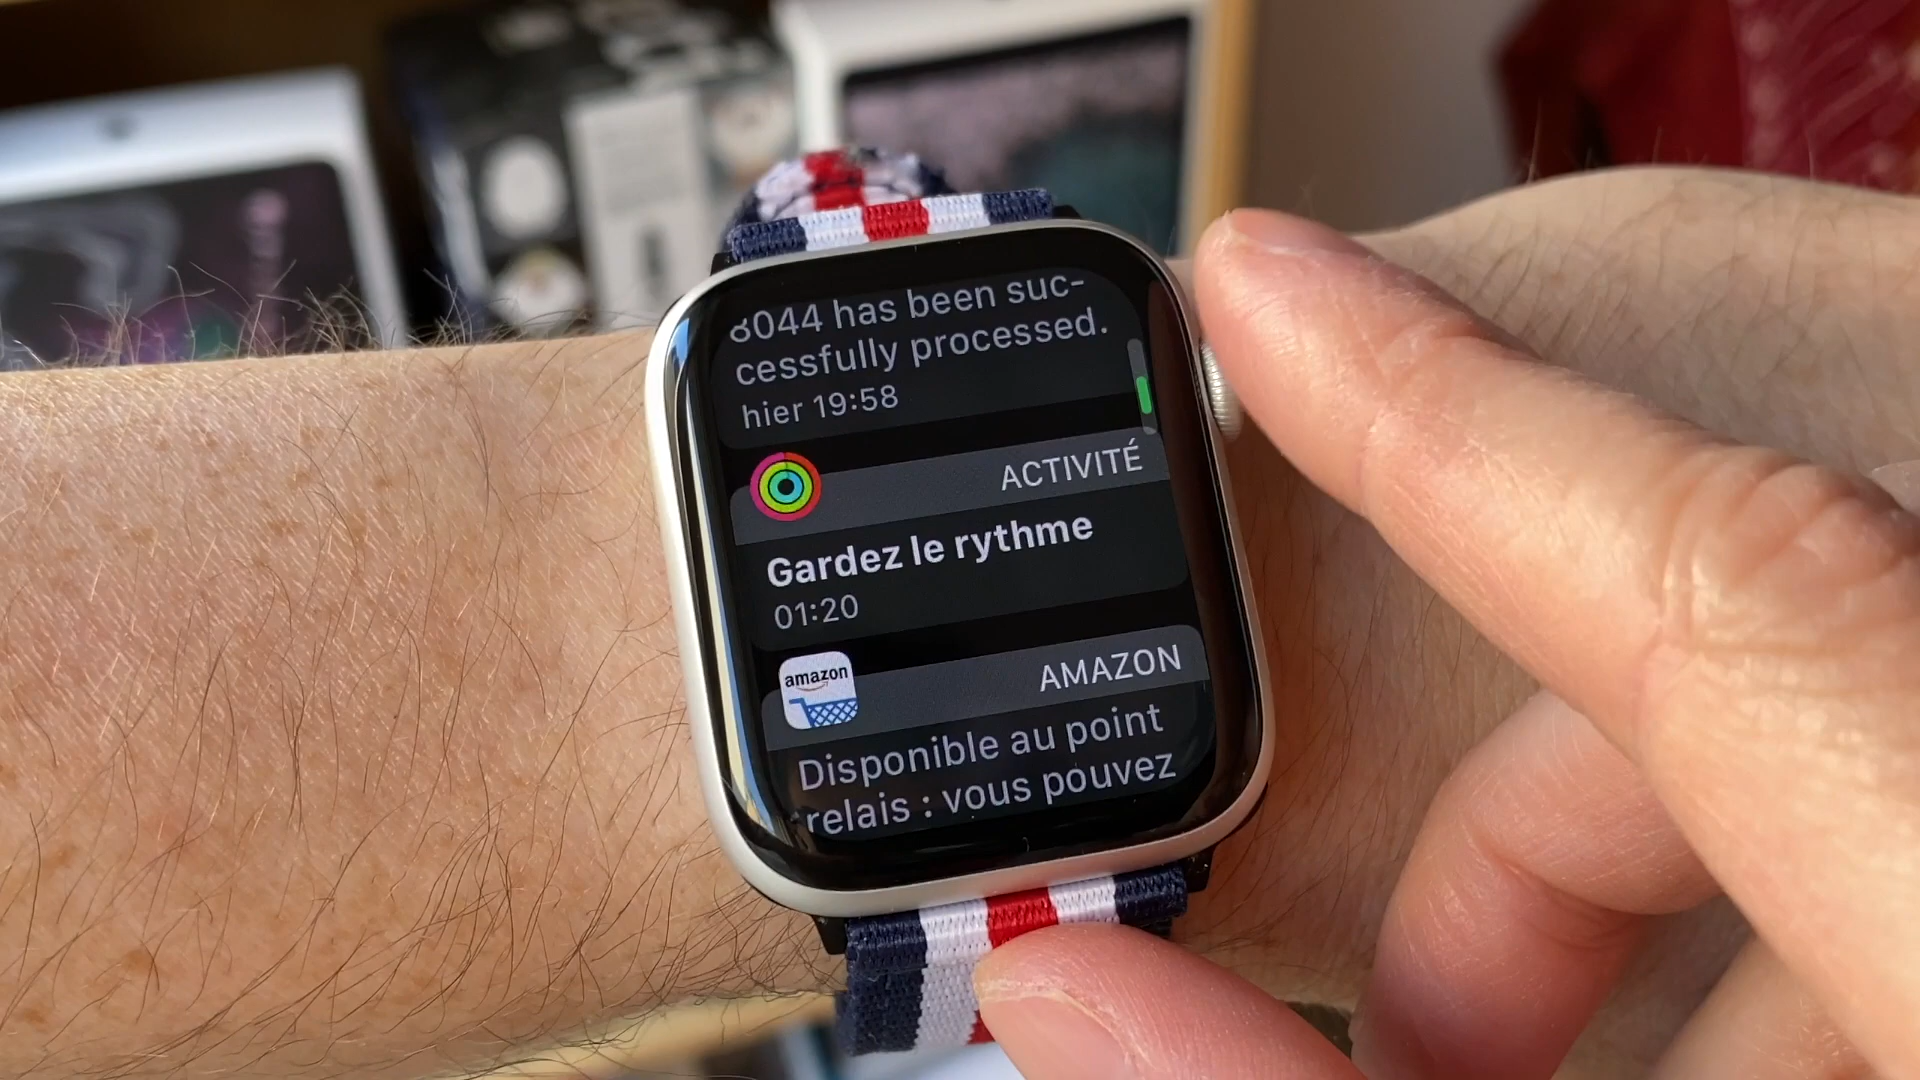 8044 has been suc-
cessfully processed.
hier 19:58
ACTIVITÉ
Gardez le rythme
01:20
amazon
AMAZON
Disponible au point
relais : vous pouvez